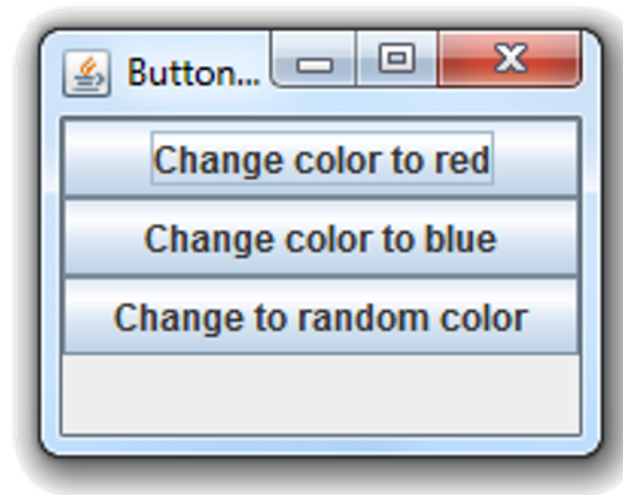 Button...
Change color to red
Change color to blue
Change to random color